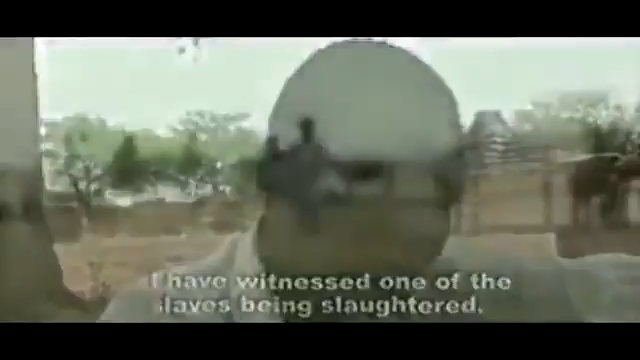 I have witnessed one of the
slaves being slaughtered.